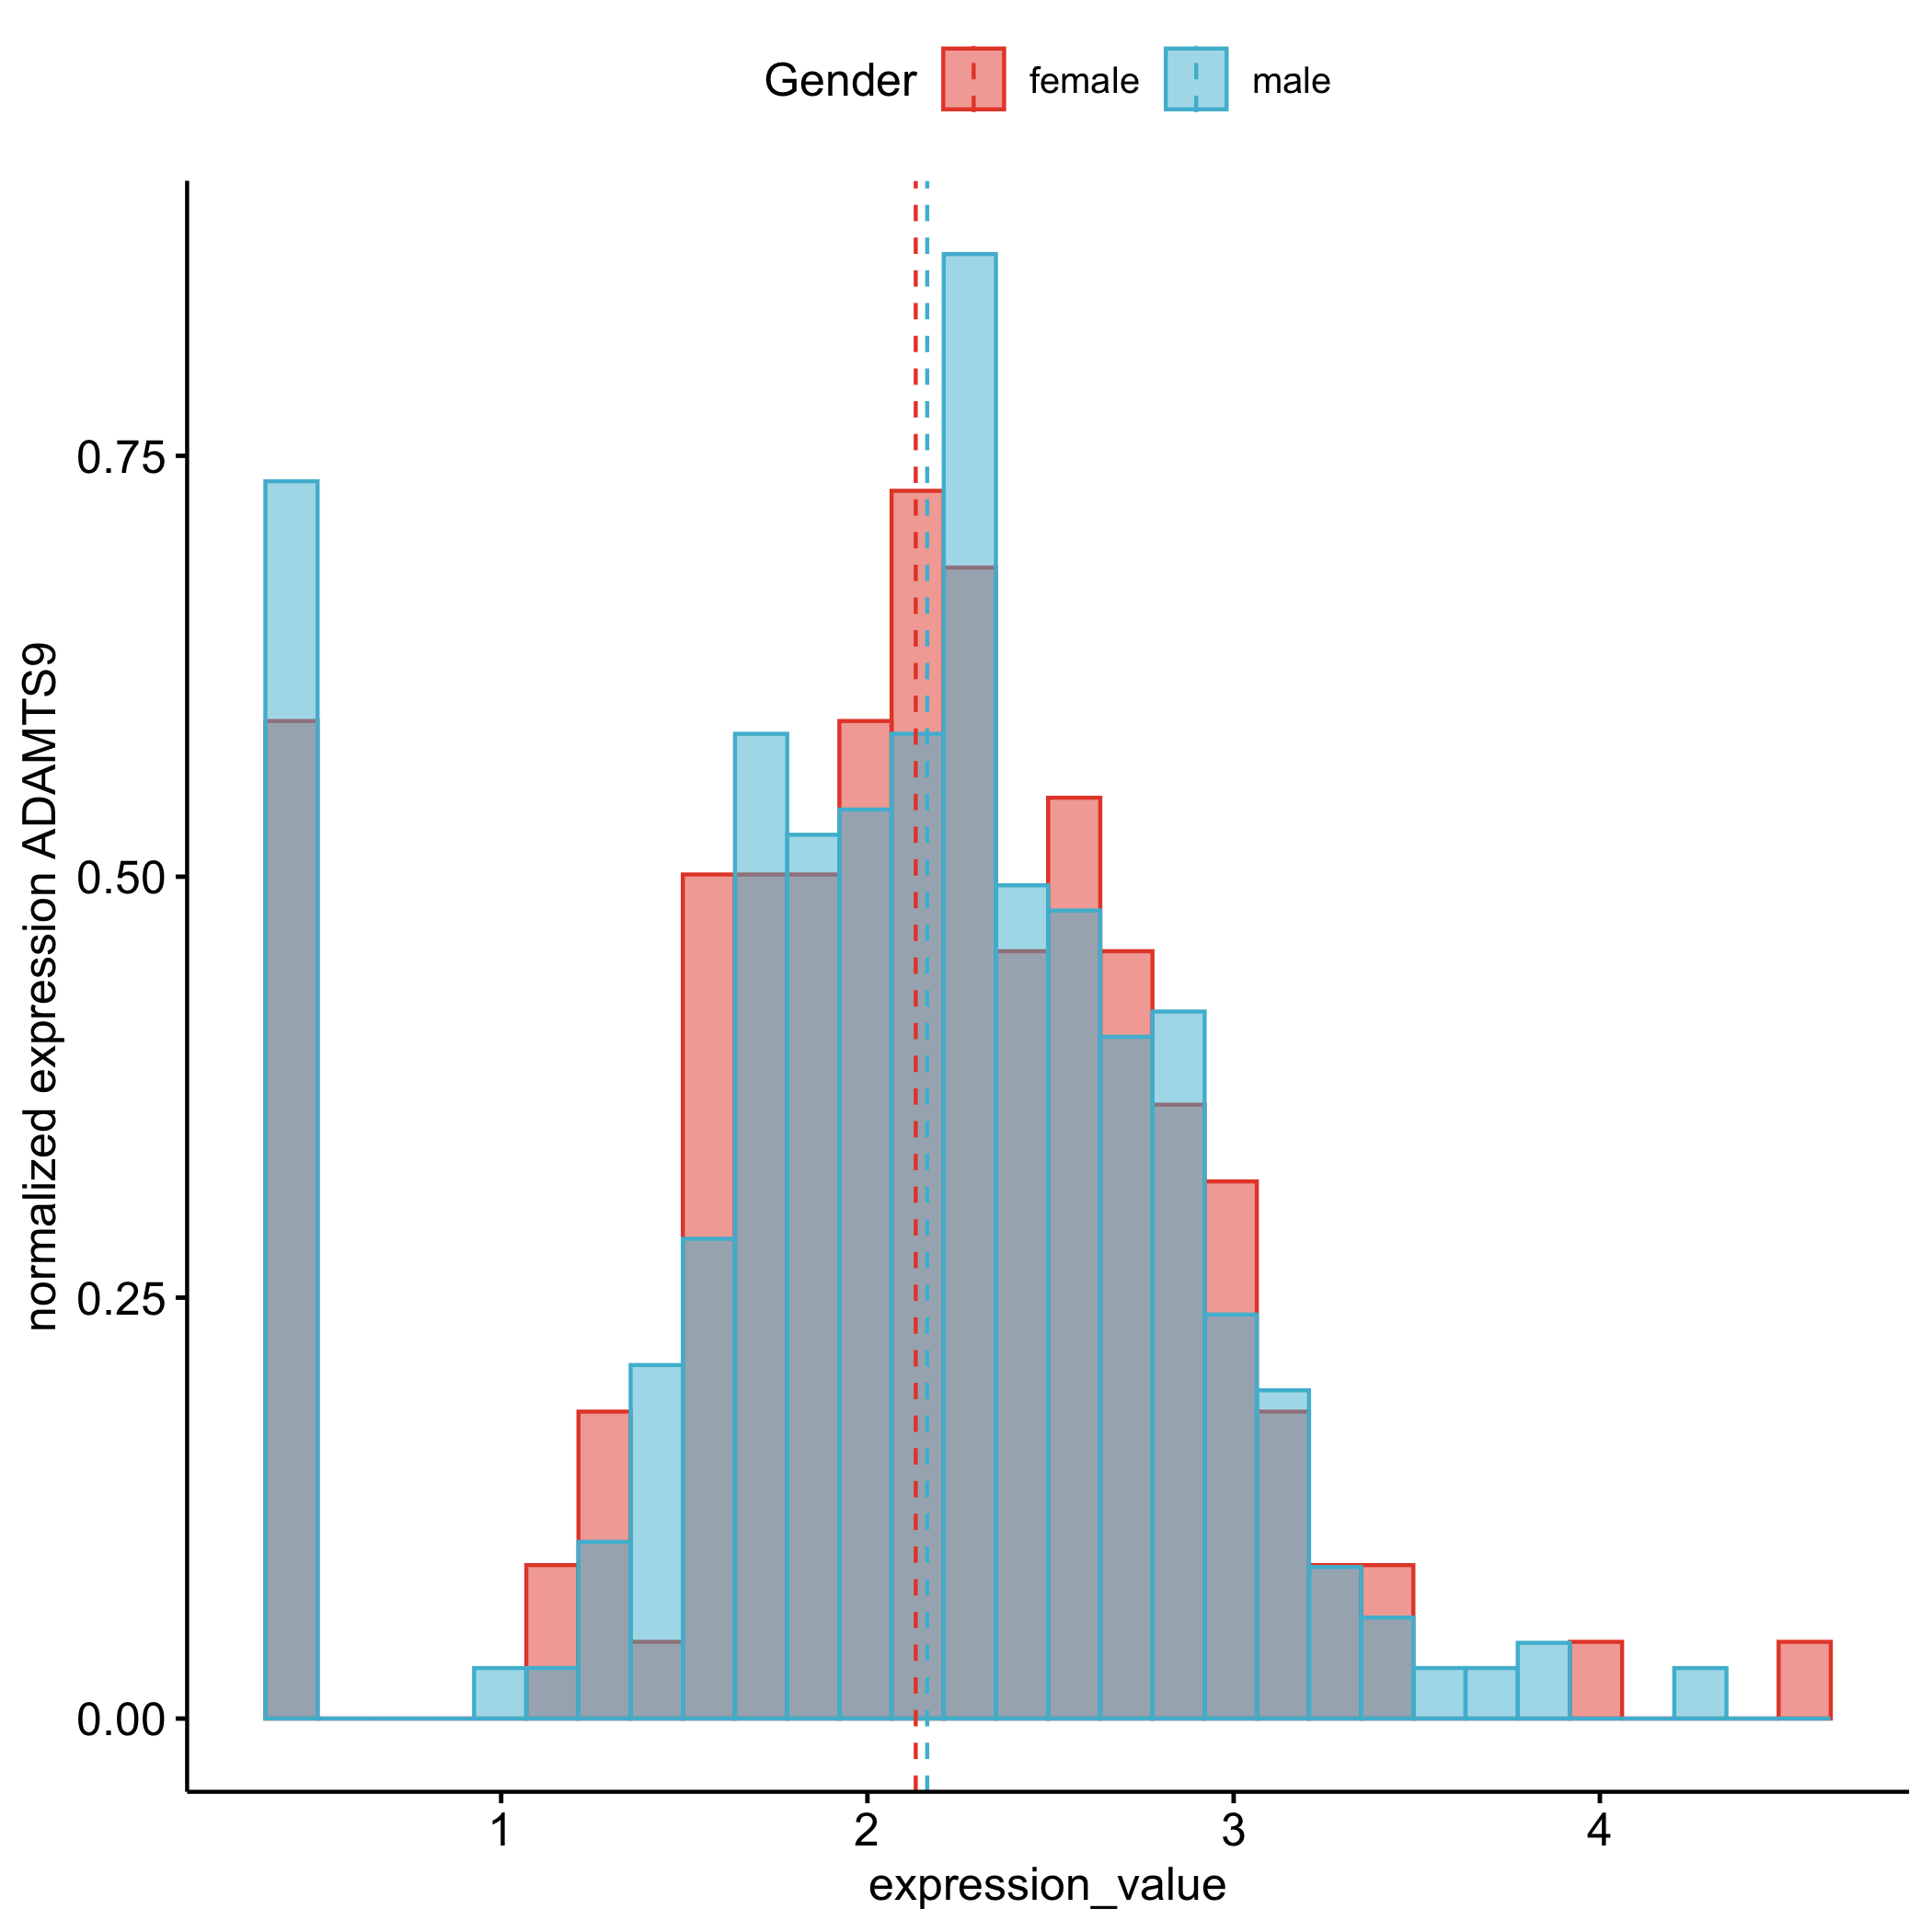 Gender female male
normalized expression ADAMTS9
0.75
0.50
0.25
0.00
1 2 3 4
expression_value